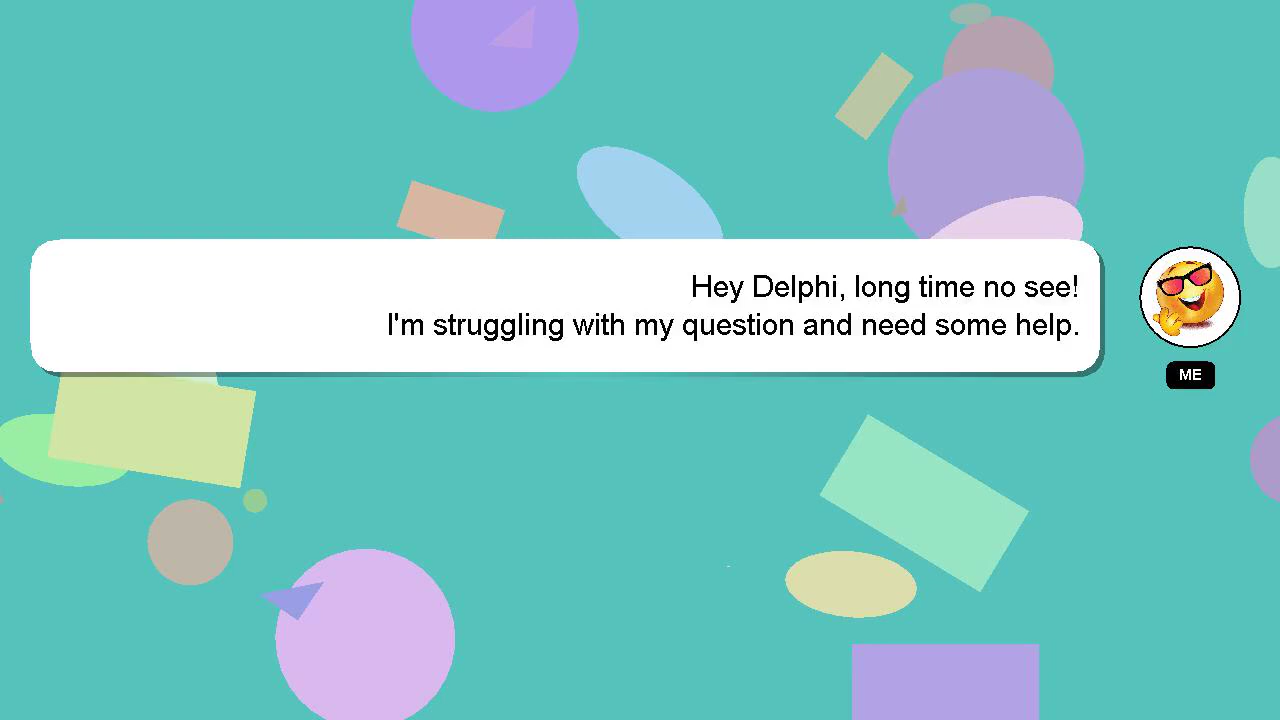 Hey Delphi, long time no see!
I'm struggling with my question and need some help.
ME